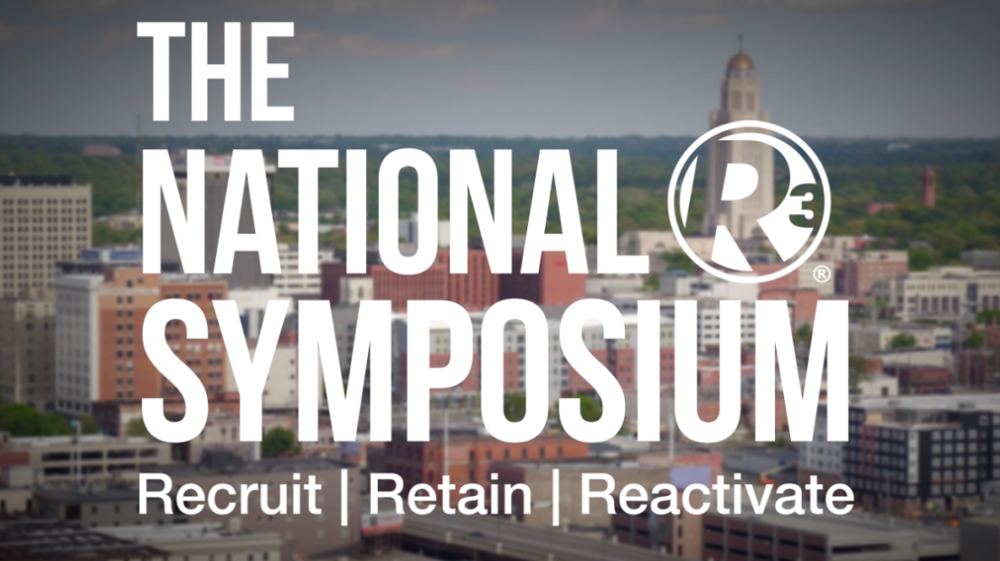 THE
NATIONAL R3®
SYMPOSIUM
Recruit | Retain | Reactivate